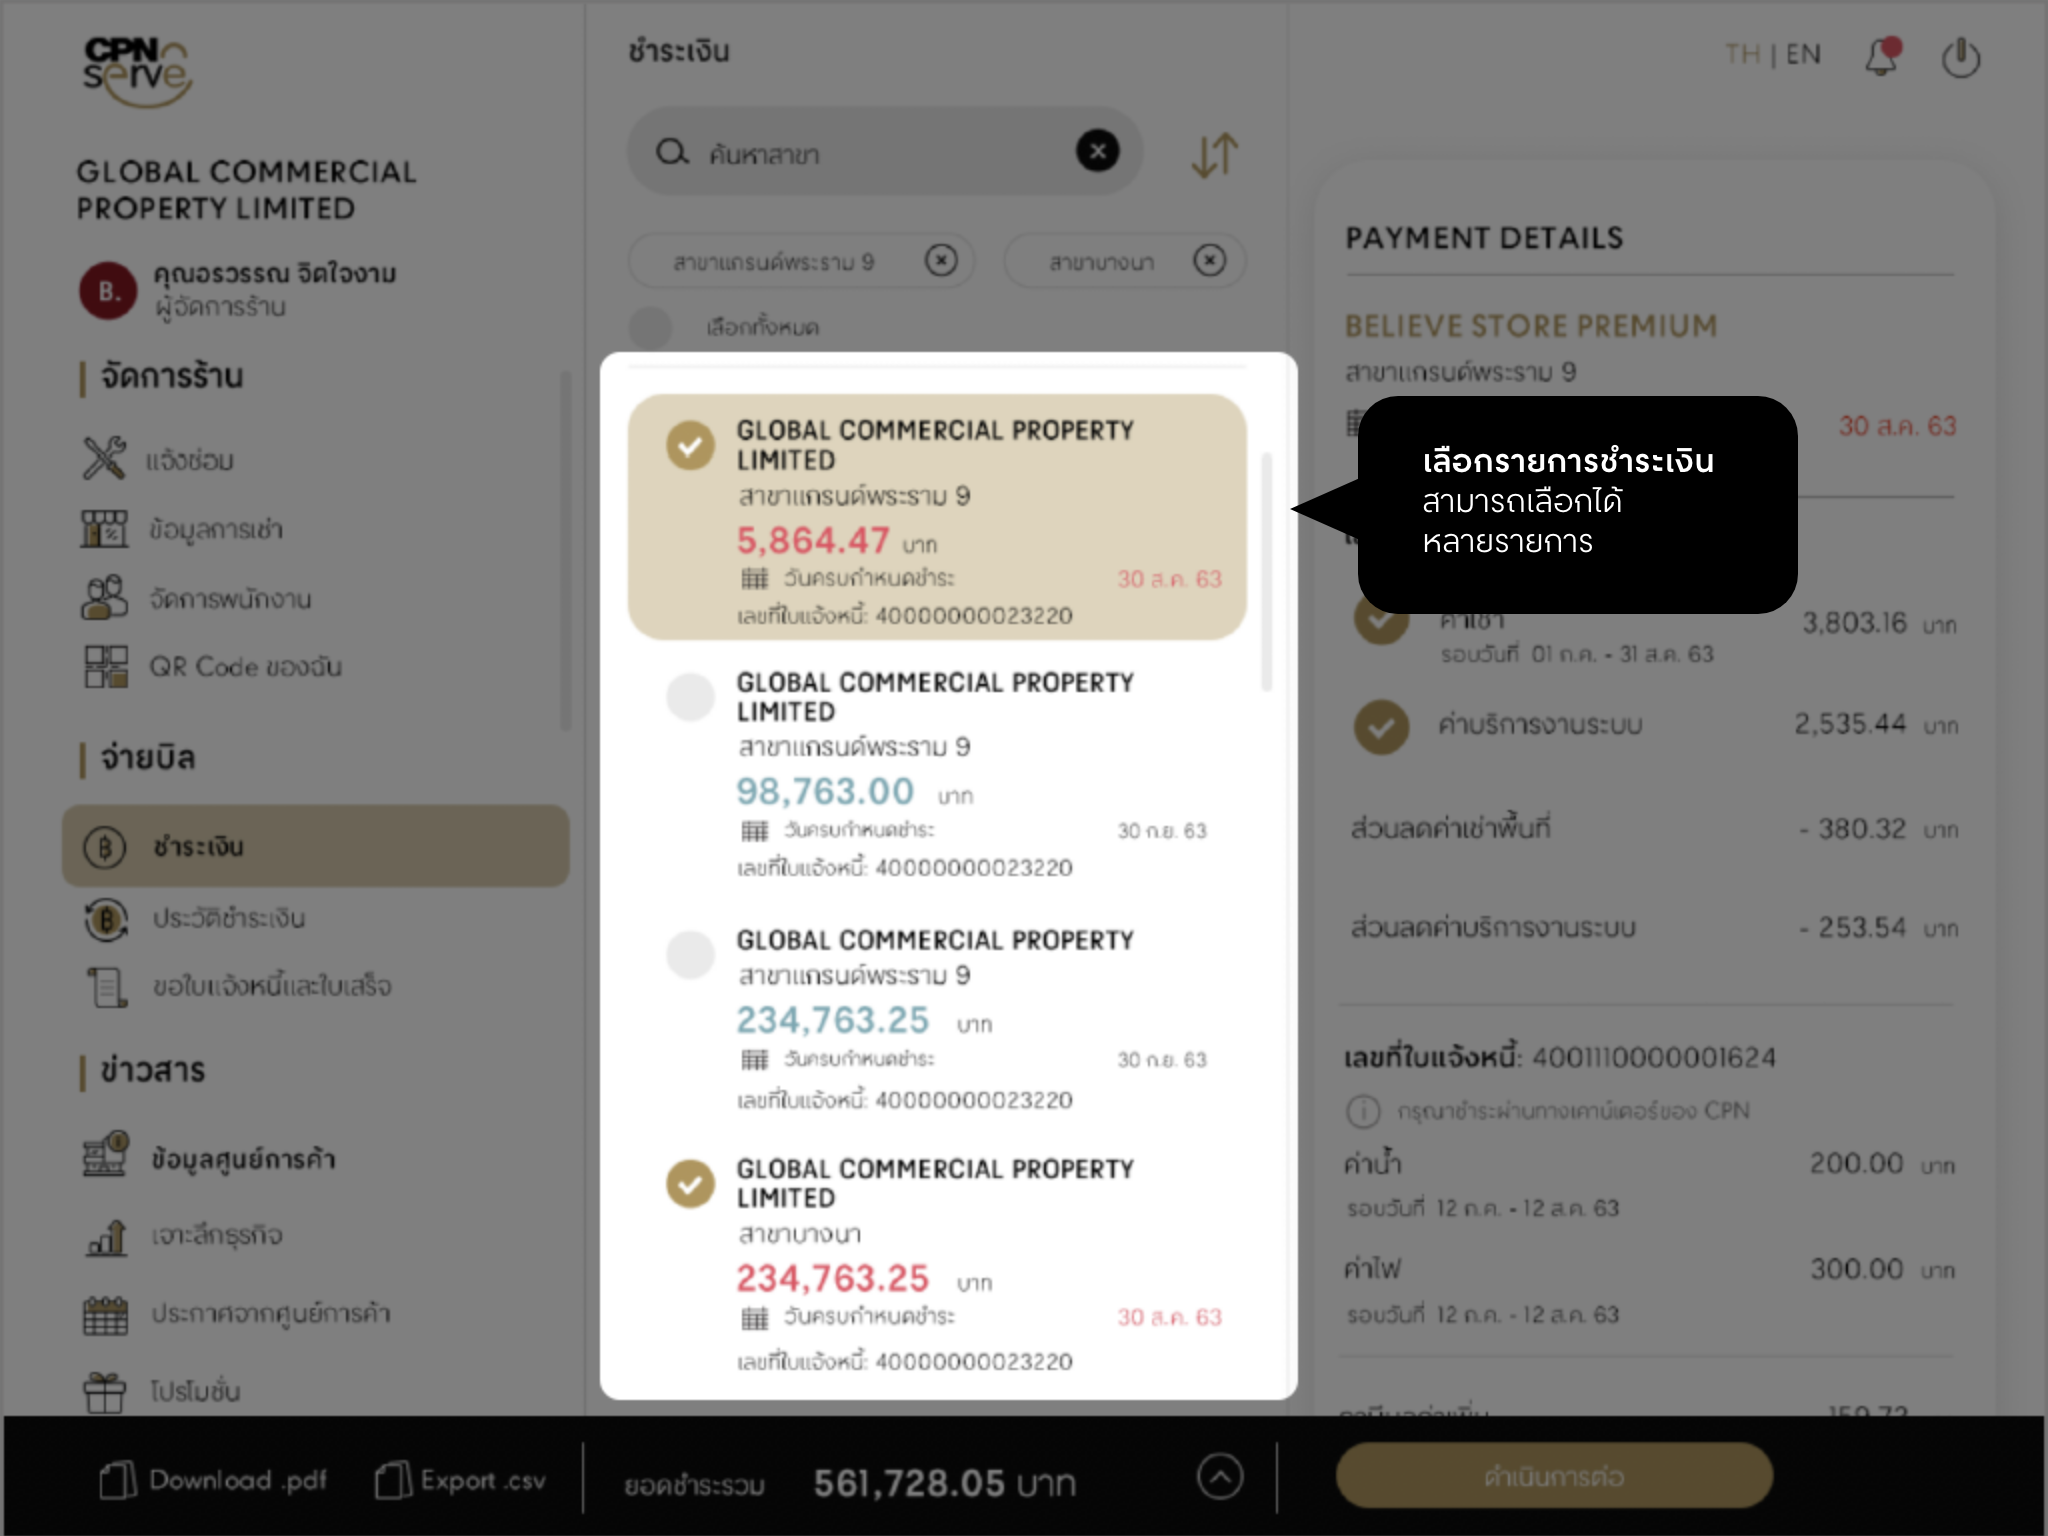 CPN
serve
GLOBAL COMMERCIAL
PROPERTY LIMITED
B.
คุณอรวรรณ จิตใจงาม
ผู้จัดการร้าน
จัดการร้าน
แจ้งซ่อม
ข้อมูลการเช่า
จัดการพนักงาน
QR Code ของฉัน
จ่ายบิล
ชำระเงิน
ประวัติชำระเงิน
ขอใบแจ้งหนี้และใบเสร็จ
ข่าวสาร
ข้อมูลศูนย์การค้า
เจาะลึกธุรกิจ
ประกาศจากศูนย์การค้า
โปรโมชั่น
ชำระเงิน
ค้นหาสาขา
สาขาแกรนด์พระราม 9
สาขาบางนา
เลือกทั้งหมด
GLOBAL COMMERCIAL PROPERTY
LIMITED
สาขาแกรนด์พระราม 9
5,864.47 บาท
วันครบกำหนดชำระ 30 ส.ค. 63
เลขที่ใบแจ้งหนี้: 40000000023220
GLOBAL COMMERCIAL PROPERTY
LIMITED
สาขาแกรนด์พระราม 9
98,763.00 บาท
วันครบกำหนดชำระ 30 ก.ย. 63
เลขที่ใบแจ้งหนี้: 40000000023220
GLOBAL COMMERCIAL PROPERTY
สาขาแกรนด์พระราม 9
234,763.25 บาท
วันครบกำหนดชำระ 30 ก.ย. 63
เลขที่ใบแจ้งหนี้: 40000000023220
GLOBAL COMMERCIAL PROPERTY
LIMITED
สาขาบางนา
234,763.25 บาท
วันครบกำหนดชำระ 30 ส.ค. 63
เลขที่ใบแจ้งหนี้: 40000000023220
TH | EN
PAYMENT DETAILS
BELIEVE STORE PREMIUM
สาขาแกรนด์พระราม 9
30 ส.ค. 63
เลือกรายการชำระเงิน
สามารถเลือกได้
หลายรายการ
ค่าเช่า 3,803.16 บาท
รอบวันที่ 01 ก.ค. - 31 ส.ค. 63
ค่าบริการงานระบบ 2,535.44 บาท
ส่วนลดค่าเช่าพื้นที่ - 380.32 บาท
ส่วนลดค่าบริการงานระบบ - 253.54 บาท
เลขที่ใบแจ้งหนี้: 4001110000001624
กรุณาชำระผ่านทางเคาน์เตอร์ของ CPN
ค่าน้ำ 200.00 บาท
รอบวันที่ 12 ก.ค. - 12 ส.ค. 63
ค่าไฟ 300.00 บาท
รอบวันที่ 12 ก.ค. - 12 ส.ค. 63
Download .pdf
Export .csv
ยอดชำระรวม 561,728.05 บาท
ดำเนินการต่อ